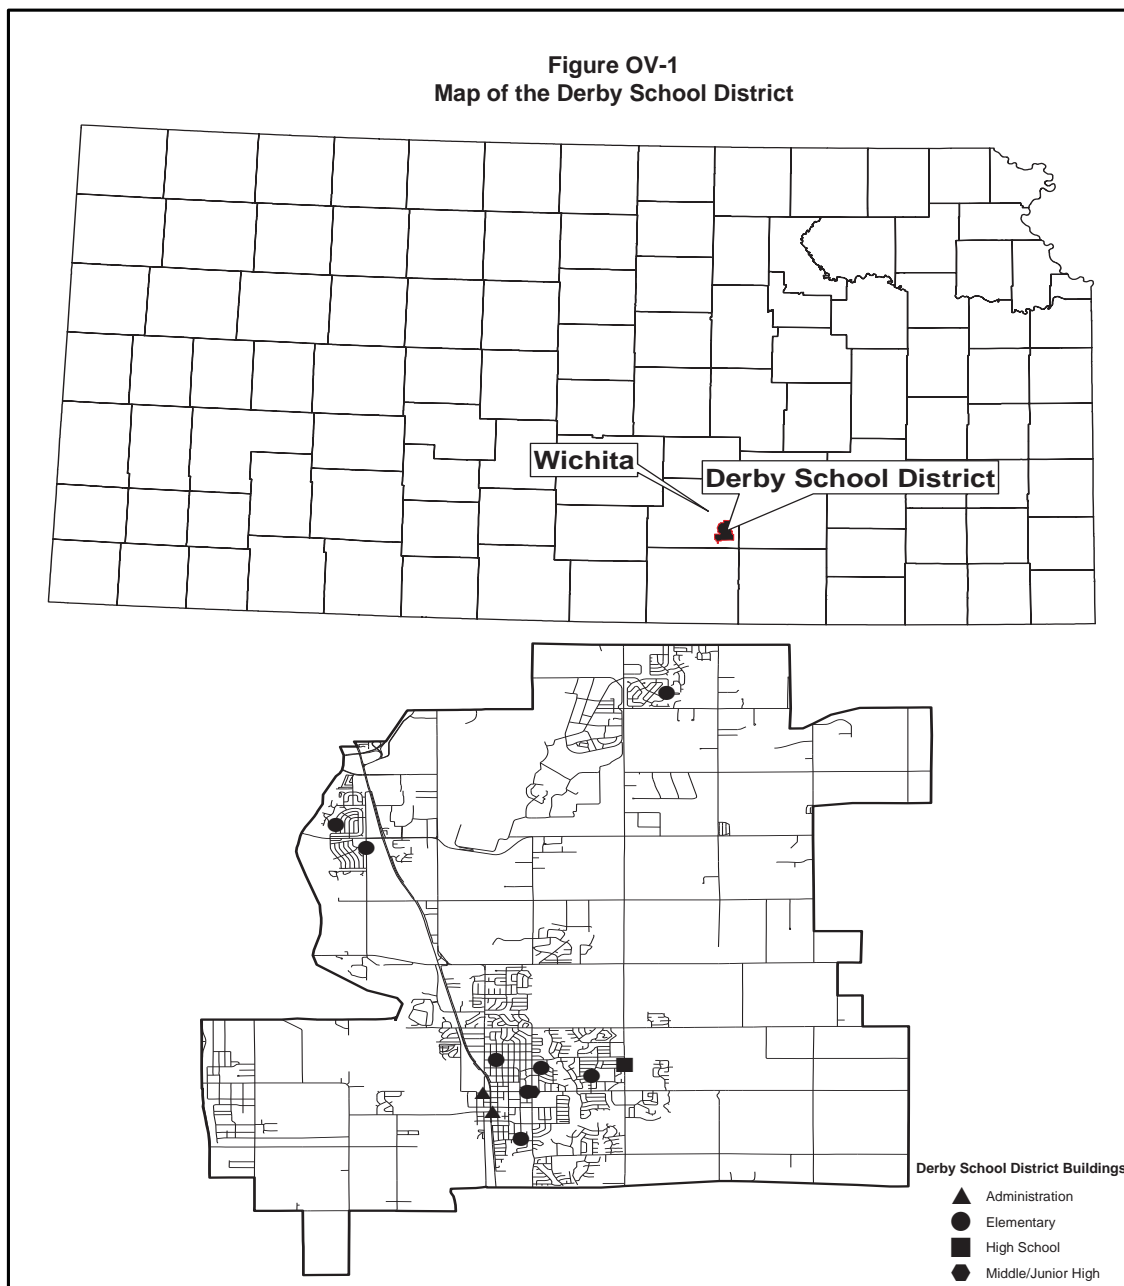 Figure OV-1
Map of the Derby School District
Wichita
Derby School District
Derby School District Buildings
Administration
Elementary
High School
Middle/Junior High